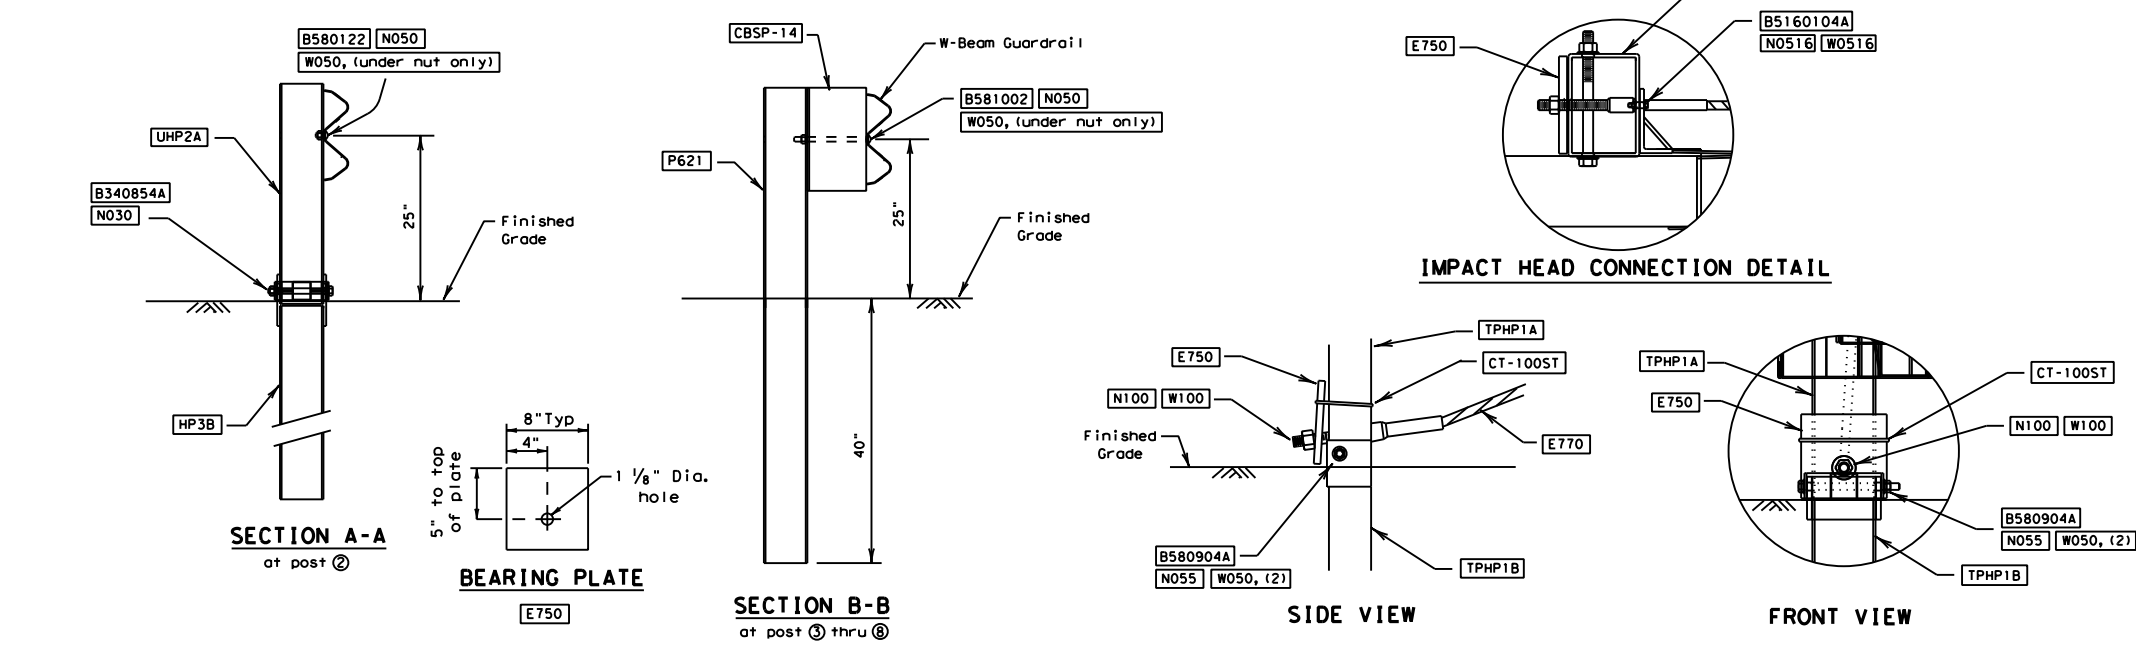 B580122 N050
W050, (under nut only)
UHP2A
B340854A
N030
25"
Finished
Grade
HP3B
SECTION A-A
at post 2
8"Typ
4"
5" to top
of plate
1 1/8" Dia.
hole
BEARING PLATE
E750
CBSP-14
W-Beam Guardrail
B581002 N050
W050, (under nut only)
P621
25"
Finished
Grade
40"
SECTION B-B
at post 3 thru 8
E750
B5160104A
N0516 W0516
IMPACT HEAD CONNECTION DETAIL
TPHP1A
E750
CT-100ST
N100 W100
Finished
Grade
E770
B580904A
N055 W050, (2)
TPHP1B
SIDE VIEW
TPHP1A
CT-100ST
E750
N100 W100
B580904A
N055 W050, (2)
TPHP1B
FRONT VIEW